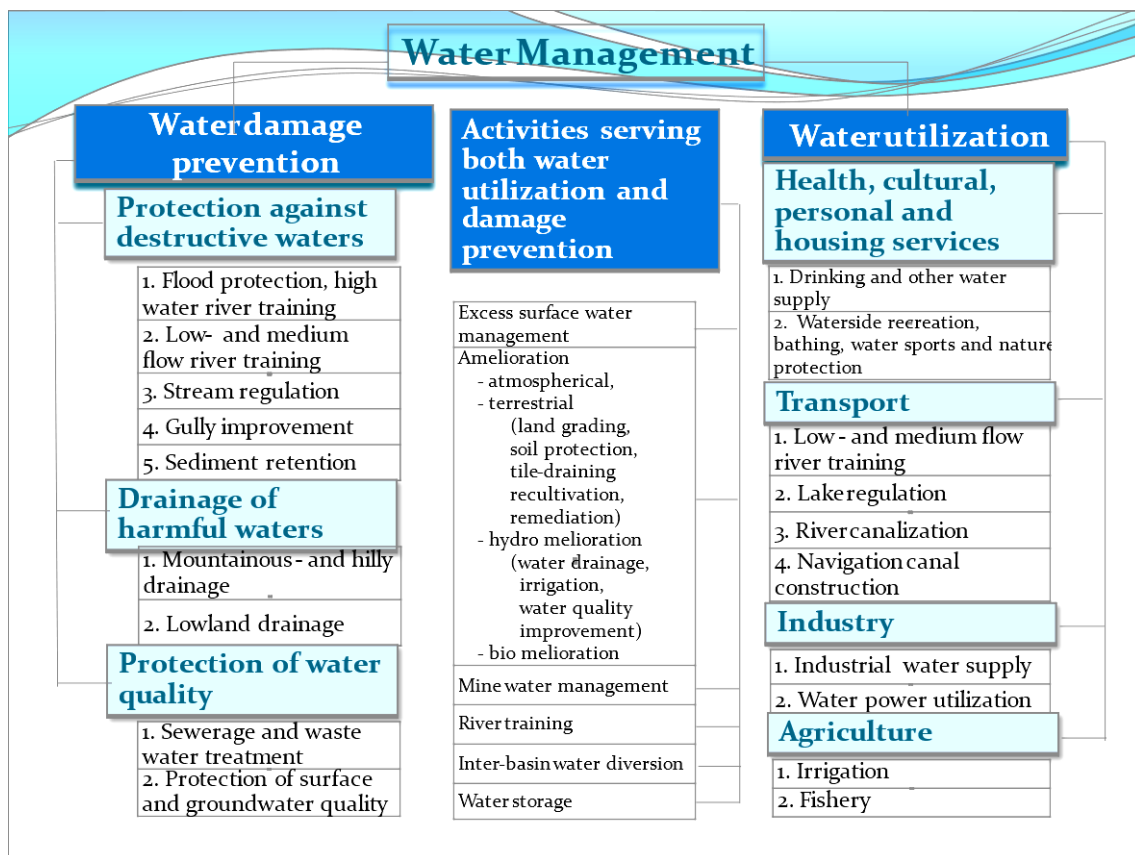 Water Management
Water damage
prevention
Protection against
destructive waters
1. Flood protection, high
water river training
2. Low- and medium
flow river training
3. Stream regulation
4. Gully improvement
5. Sediment retention
Drainage of
harmful waters
1. Mountainous- and hilly
drainage
2. Lowland drainage
Protection of water
quality
1. Sewerage and waste
water treatment
2. Protection of surface
and groundwater quality
Activities serving
both water
utilization and
damage
prevention
Excess surface water
management
Amelioration
- atmospherical,
- terrestrial
(land grading,
soil protection,
tile-draining
recultivation,
remediation)
- hydro melioration
(water drainage,
irrigation,
water quality
improvement)
- bio melioration
Mine water management
River training
Inter-basin water diversion
Water storage
Water utilization
Health, cultural,
personal and
housing services
1. Drinking and other water
supply
2. Waterside recreation,
bathing, water sports and nature
protection
Transport
1. Low- and medium flow
river training
2. Lake regulation
3. River canalization
4. Navigation canal
construction
Industry
1. Industrial water supply
2. Water power utilization
Agriculture
1. Irrigation
2. Fishery